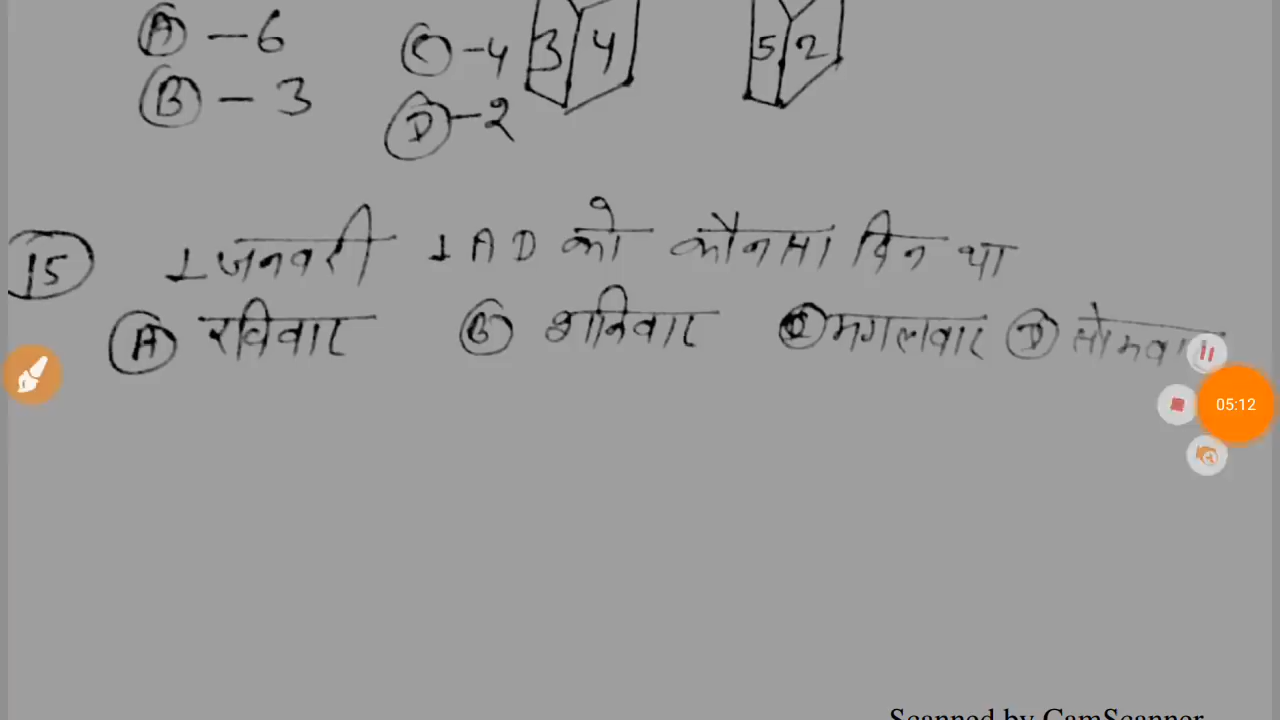 (A) - 6 (C) - 4 3 4 5 2
(B) - 3 (D) - 2
15 1 जनवरी 1 AD को कौनसा दिन था
(A) रविवार (B) शनिवार (C) मगलवार (D) सोमवा
05:12
Scanned by CamScanner